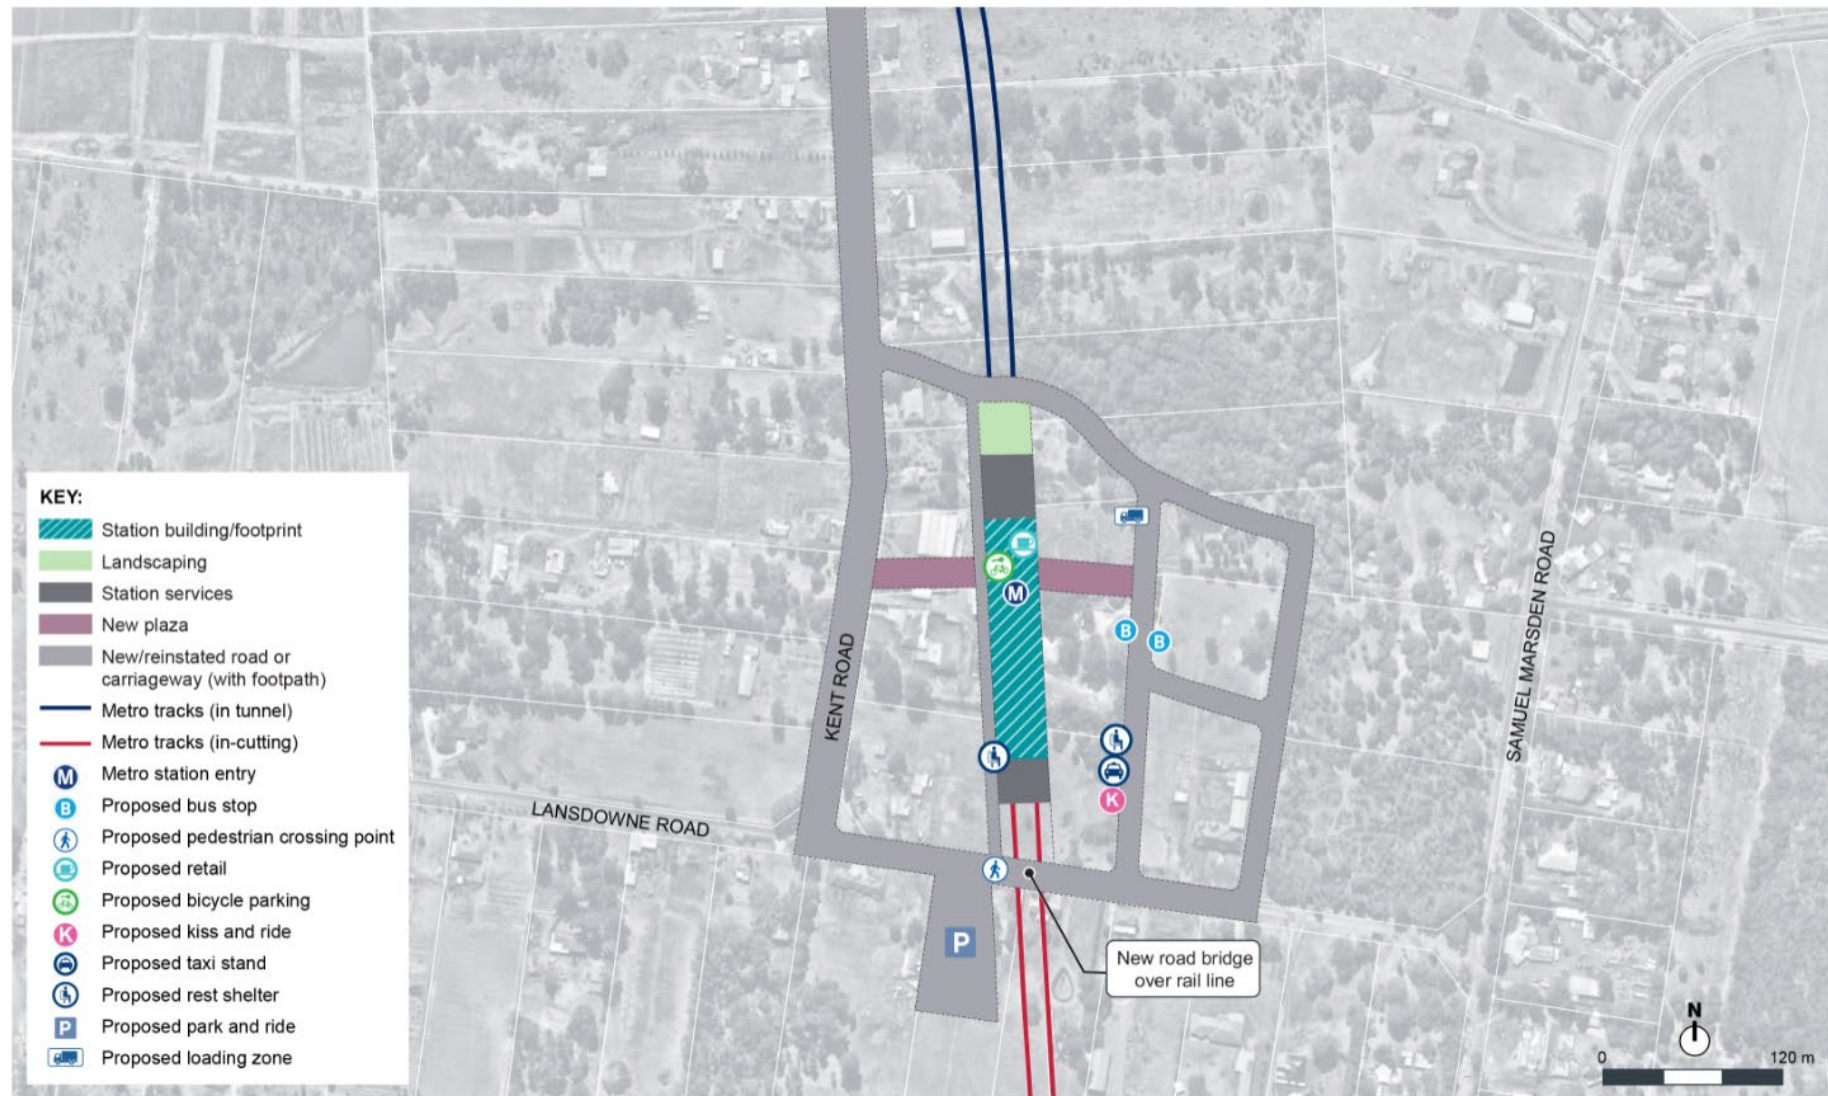 KEY:
Station building/footprint
Landscaping
Station services
New plaza
New/reinstated road or
carriageway (with footpath)
Metro tracks (in tunnel)
Metro tracks (in-cutting)
M Metro station entry
B Proposed bus stop
Proposed pedestrian crossing point
Proposed retail
Proposed bicycle parking
K Proposed kiss and ride
Proposed taxi stand
Proposed rest shelter
P Proposed park and ride
Proposed loading zone
KENT ROAD
LANSDOWNE ROAD
SAMUEL MARSDEN ROAD
M
B
B
K
P
New road bridge
over rail line
N
0 120 m